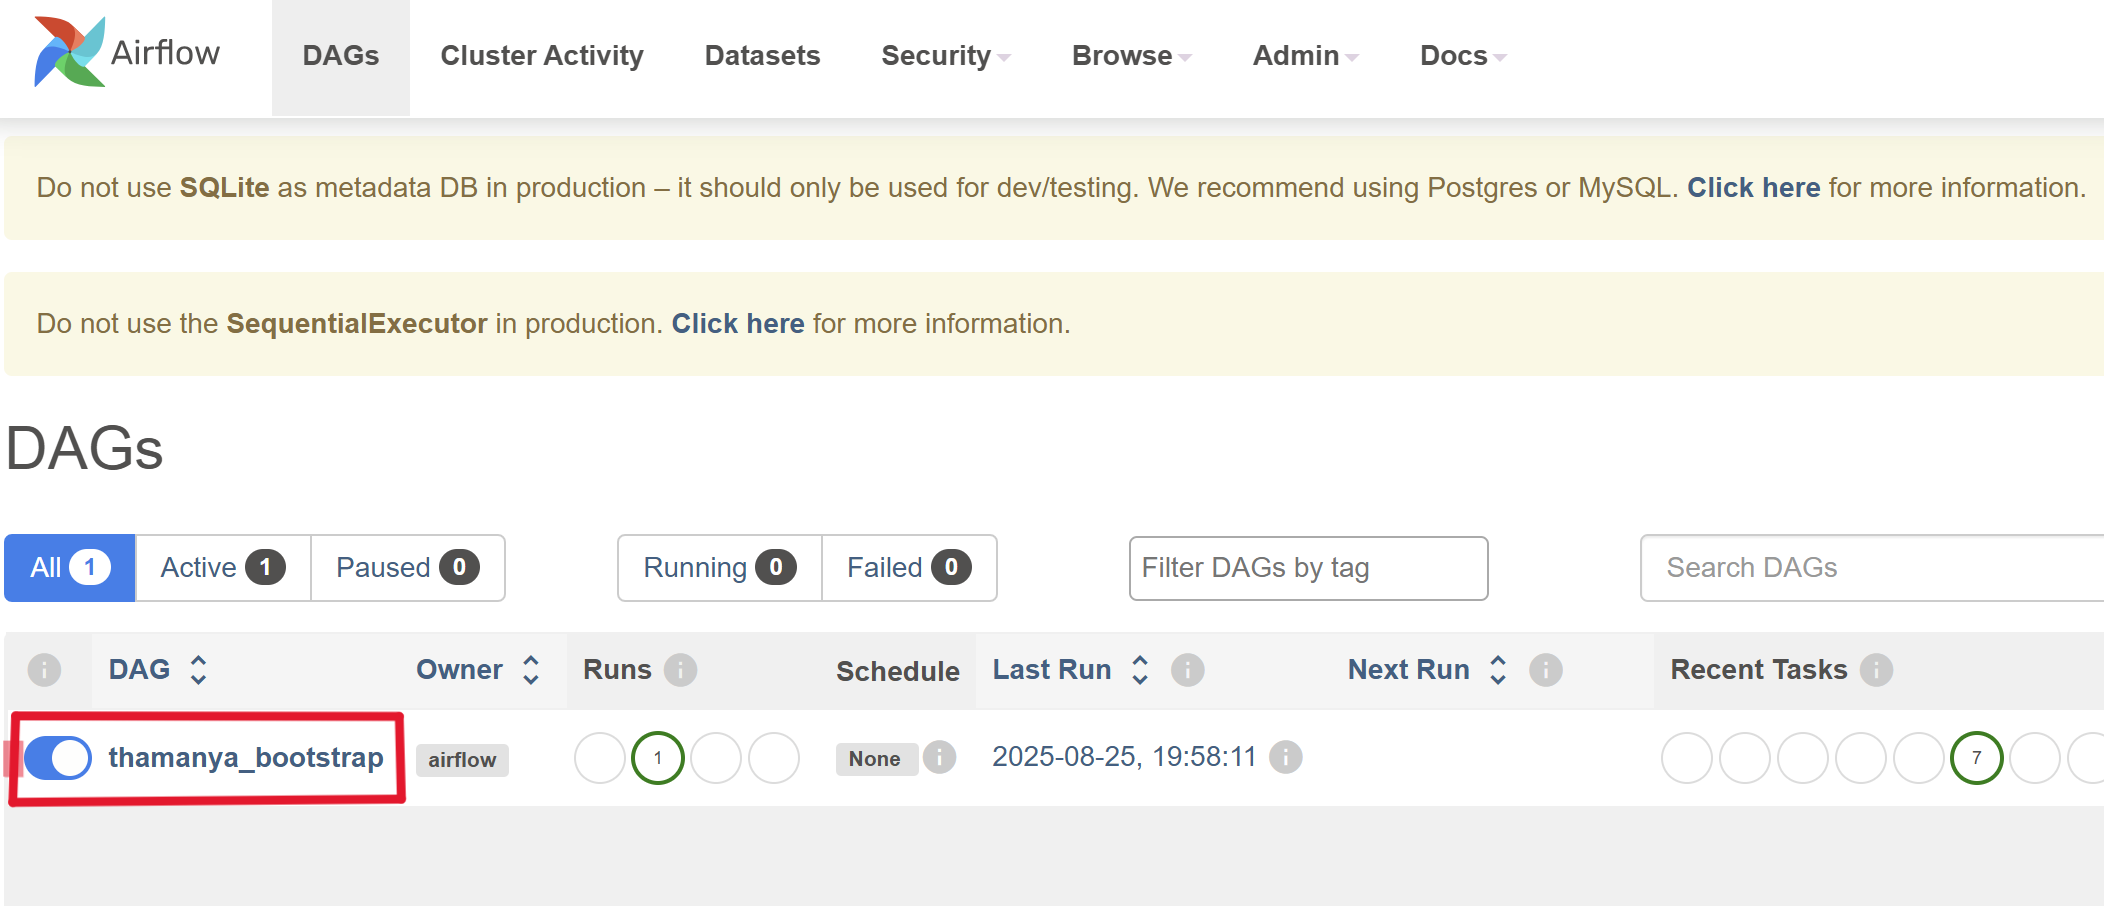 Airflow DAGs Cluster Activity Datasets Security Browse Admin Docs
Do not use SQLite as metadata DB in production – it should only be used for dev/testing. We recommend using Postgres or MySQL. Click here for more information.
Do not use the SequentialExecutor in production. Click here for more information.
DAGs
All 1 Active 1 Paused 0 Running 0 Failed 0 Filter DAGs by tag Search DAGs
i DAG Owner Runs i Schedule Last Run i Next Run i Recent Tasks i
thamanya_bootstrap airflow 1 None i 2025-08-25, 19:58:11 i 7